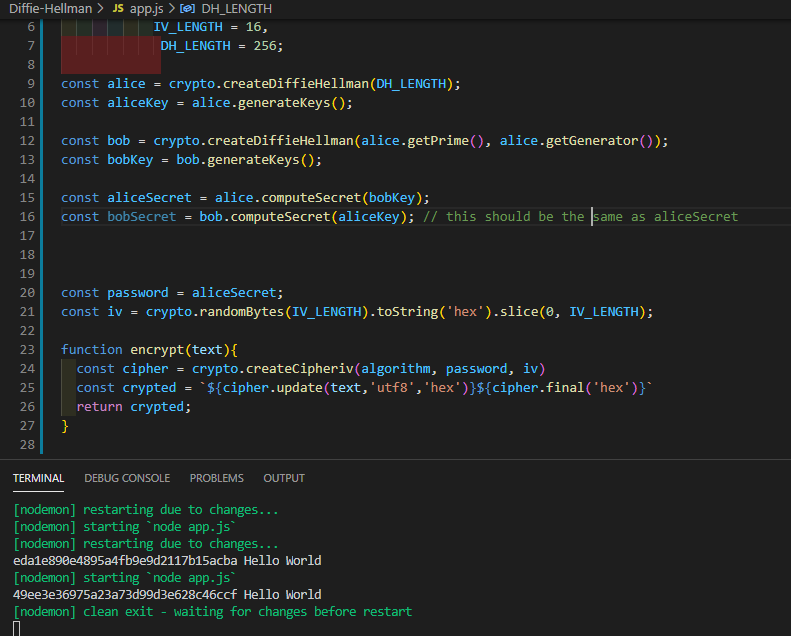 Diffie-Hellman > JS app.js > DH_LENGTH
6 IV_LENGTH = 16,
7 DH_LENGTH = 256;
8
9 const alice = crypto.createDiffieHellman(DH_LENGTH);
10 const aliceKey = alice.generateKeys();
11
12 const bob = crypto.createDiffieHellman(alice.getPrime(), alice.getGenerator());
13 const bobKey = bob.generateKeys();
14
15 const aliceSecret = alice.computeSecret(bobKey);
16 const bobSecret = bob.computeSecret(aliceKey); // this should be the same as aliceSecret
17
18
19
20 const password = aliceSecret;
21 const iv = crypto.randomBytes(IV_LENGTH).toString('hex').slice(0, IV_LENGTH);
22
23 function encrypt(text){
24 const cipher = crypto.createCipheriv(algorithm, password, iv)
25 const crypted = `${cipher.update(text,'utf8','hex')}${cipher.final('hex')}`
26 return crypted;
27 }
28
TERMINAL DEBUG CONSOLE PROBLEMS OUTPUT
[nodemon] restarting due to changes...
[nodemon] starting `node app.js`
[nodemon] restarting due to changes...
eda1e890e4895a4fb9e9d2117b15acba Hello World
[nodemon] starting `node app.js`
49ee3e36975a23a73d99d3e628c46ccf Hello World
[nodemon] clean exit - waiting for changes before restart